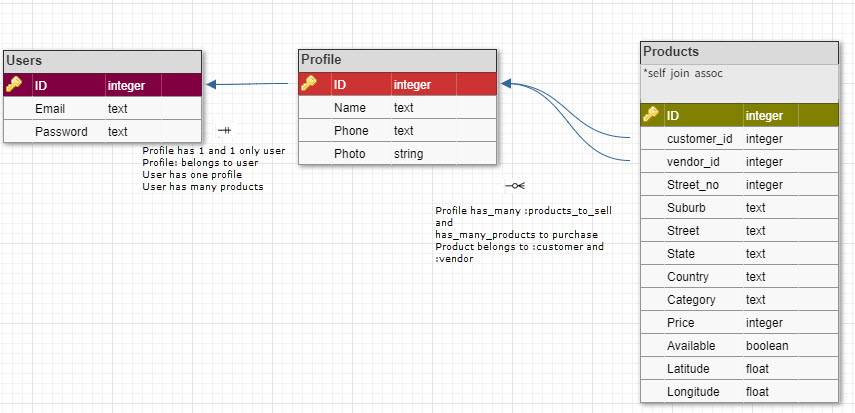 Users
ID integer
Email text
Password text
Profile has 1 and 1 only user
Profile: belongs to user
User has one profile
User has many products
Profile
ID integer
Name text
Phone text
Photo string
Profile has_many :products_to_sell
and
has_many_products to purchase
Product belongs to :customer and
:vendor
Products
*self join assoc
ID integer
customer_id integer
vendor_id integer
Street_no integer
Suburb text
Street text
State text
Country text
Category text
Price integer
Available boolean
Latitude float
Longitude float